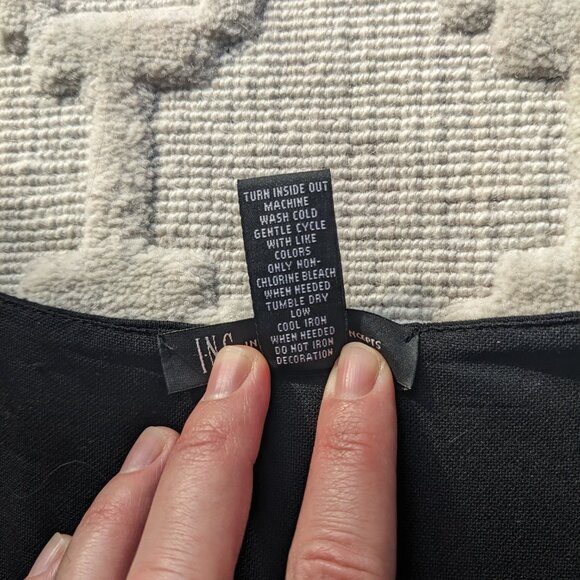 TURN INSIDE OUT
MACHINE
WASH COLD
GENTLE CYCLE
WITH LIKE
COLORS
ONLY NON-
CHLORINE BLEACH
WHEN NEEDED
TUMBLE DRY
LOW
COOL IRON
WHEN NEEDED
DO NOT IRON
DECORATION
I·N·C